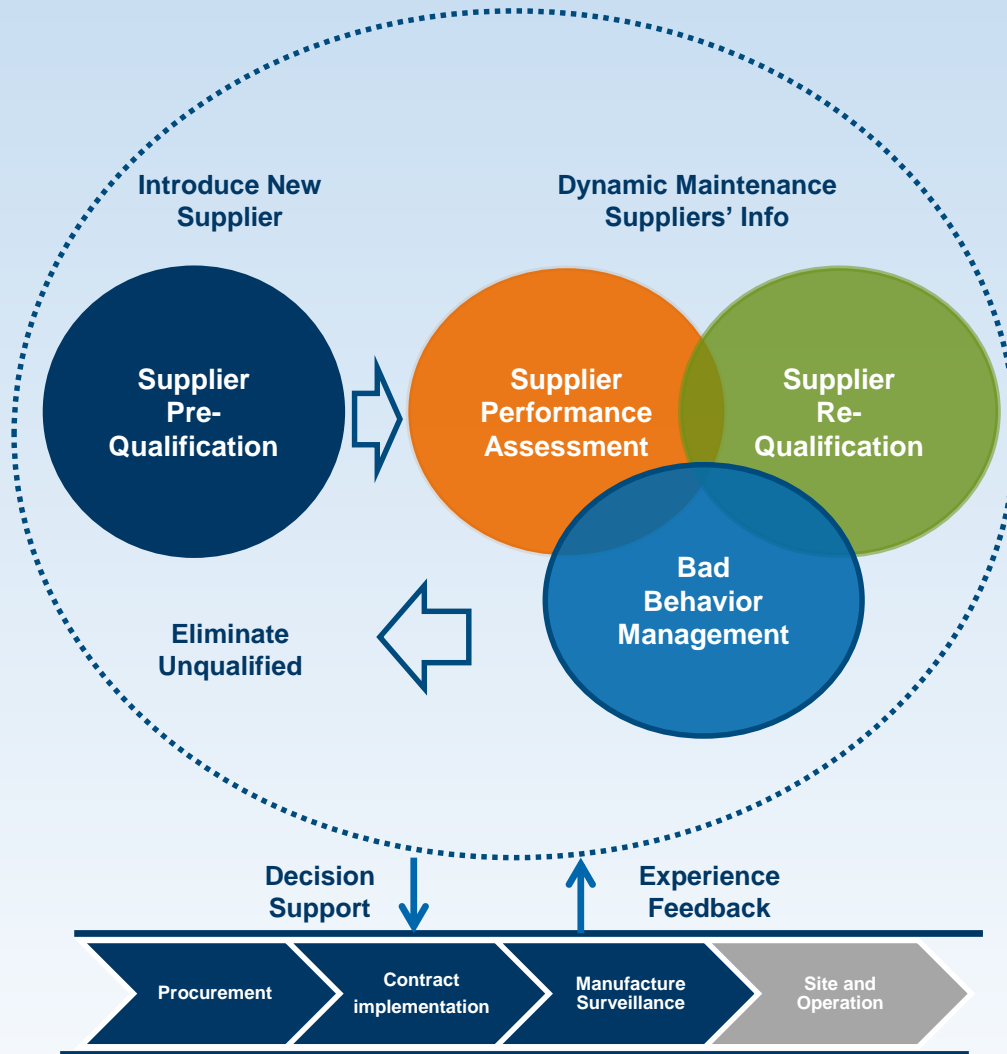 Introduce New
Supplier
Dynamic Maintenance
Suppliers’ Info
Supplier
Pre-
Qualification
Supplier
Performance
Assessment
Supplier
Re-
Qualification
Bad
Behavior
Management
Eliminate
Unqualified
Decision
Support
Experience
Feedback
Procurement
Contract
implementation
Manufacture
Surveillance
Site and
Operation